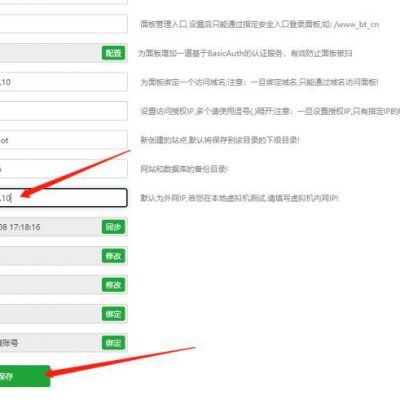 面板管理入口,设置后只能通过指定安全入口登录面板,如: /www_bt_cn
配置 为面板增加一道基于BasicAuth的认证服务，有效防止面板被扫
.10 为面板绑定一个访问域名;注意：一旦绑定域名,只能通过域名访问面板!
设置访问授权IP,多个请使用逗号(,)隔开;注意：一旦设置授权IP,只有指定IP的
ot 新创建的站点,默认将保存到该目录的下级目录!
网站和数据库的备份目录!
.10 默认为外网IP,若您在本地虚拟机测试,请填写虚拟机内网IP!
08 17:18:16 同步
修改
修改
绑定
账号 绑定
保存